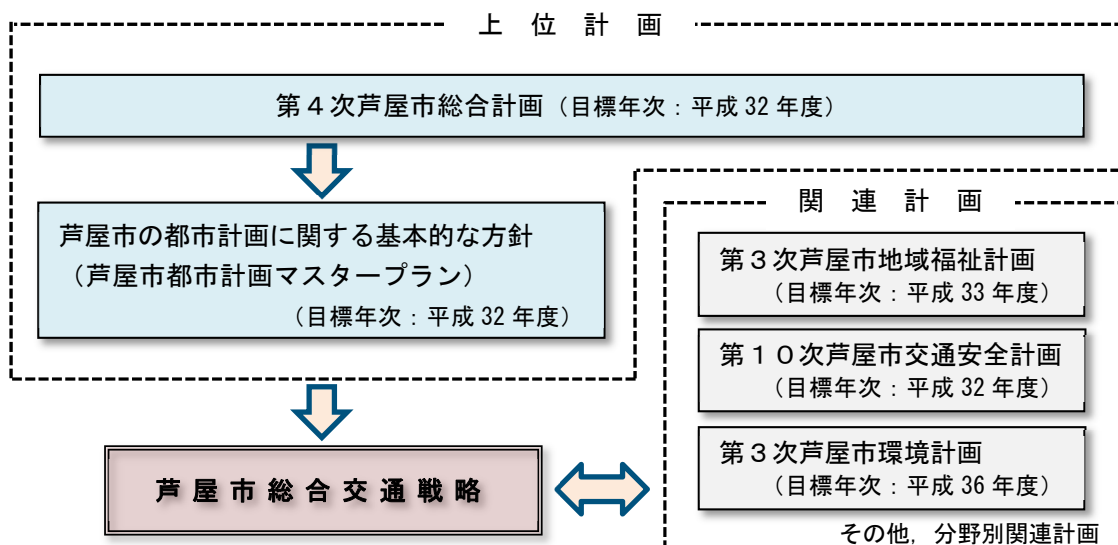 上位計画
第４次芦屋市総合計画（目標年次：平成 32 年度）
芦屋市の都市計画に関する基本的な方針
（芦屋市都市計画マスタープラン）
（目標年次：平成 32 年度）
芦屋市総合交通戦略
関連計画
第３次芦屋市地域福祉計画
（目標年次：平成 33 年度）
第１０次芦屋市交通安全計画
（目標年次：平成 32 年度）
第３次芦屋市環境計画
（目標年次：平成 36 年度）
その他，分野別関連計画